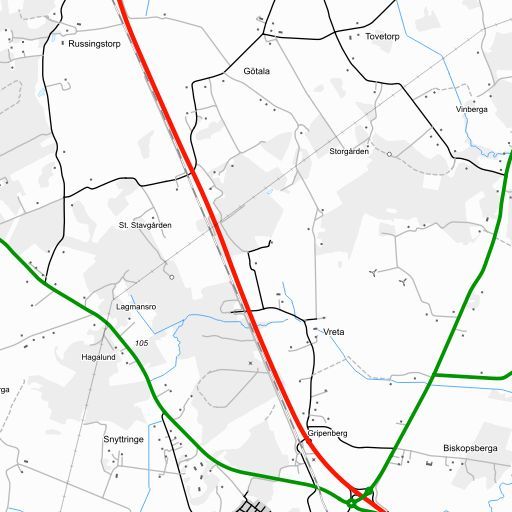 Russingstorp
Tovetorp
Götala
Vinberga
Storgården
St. Stavgården
Lagmansro
Vreta
105
Hagalund
Gripenberg
Snyttringe
Biskopsberga